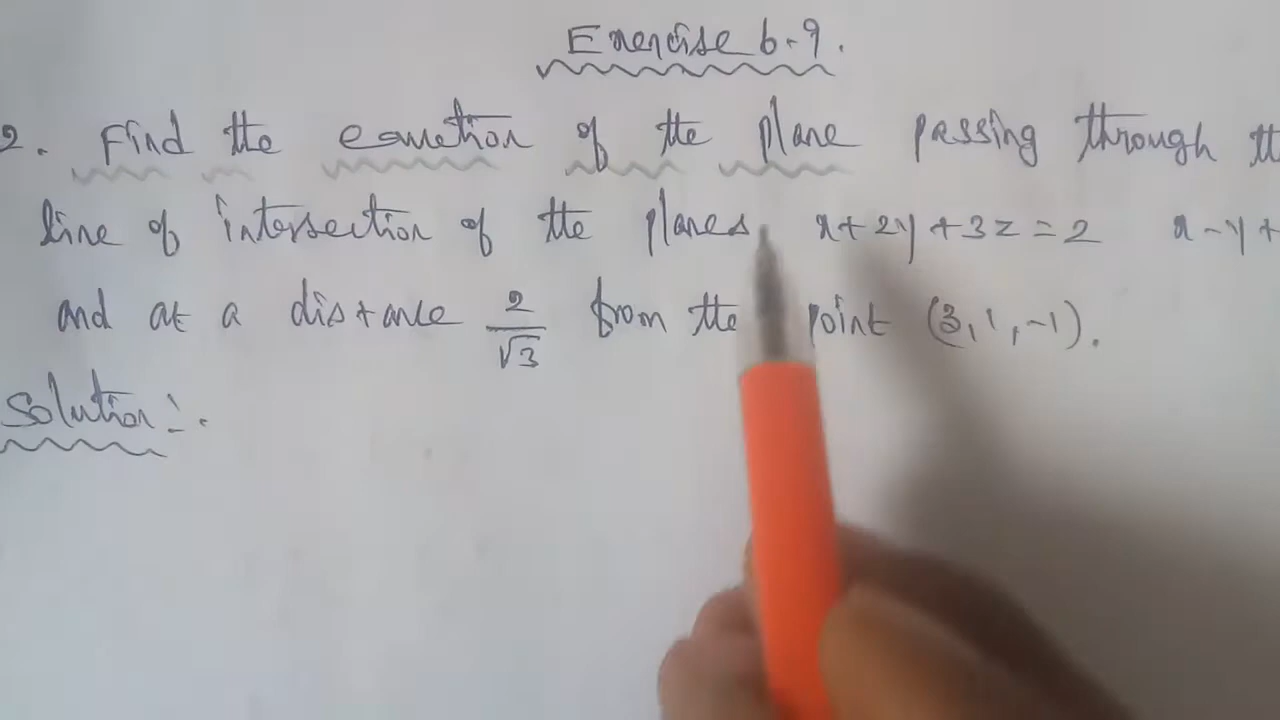 Exercise 6.9.
2. Find the equation of the plane passing through th
line of intersection of the planes x+2y+3z=2 x-y+
and at a distance 2/√3 from the point (3,1,-1).
Solution:.